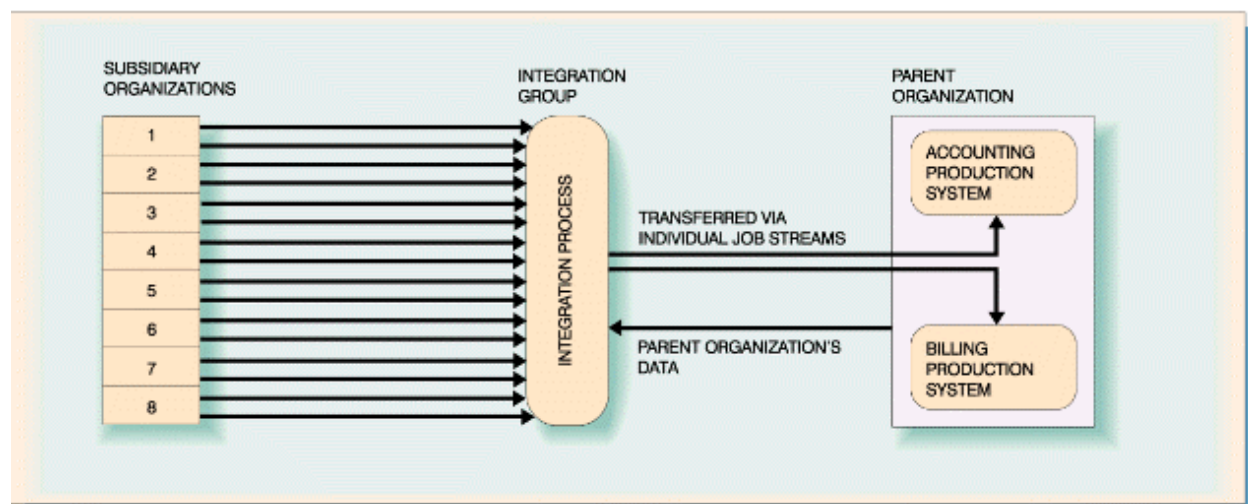 SUBSIDIARY
ORGANIZATIONS
1
2
3
4
5
6
7
8
INTEGRATION
GROUP
INTEGRATION PROCESS
TRANSFERRED VIA
INDIVIDUAL JOB STREAMS
PARENT ORGANIZATION'S
DATA
PARENT
ORGANIZATION
ACCOUNTING
PRODUCTION
SYSTEM
BILLING
PRODUCTION
SYSTEM